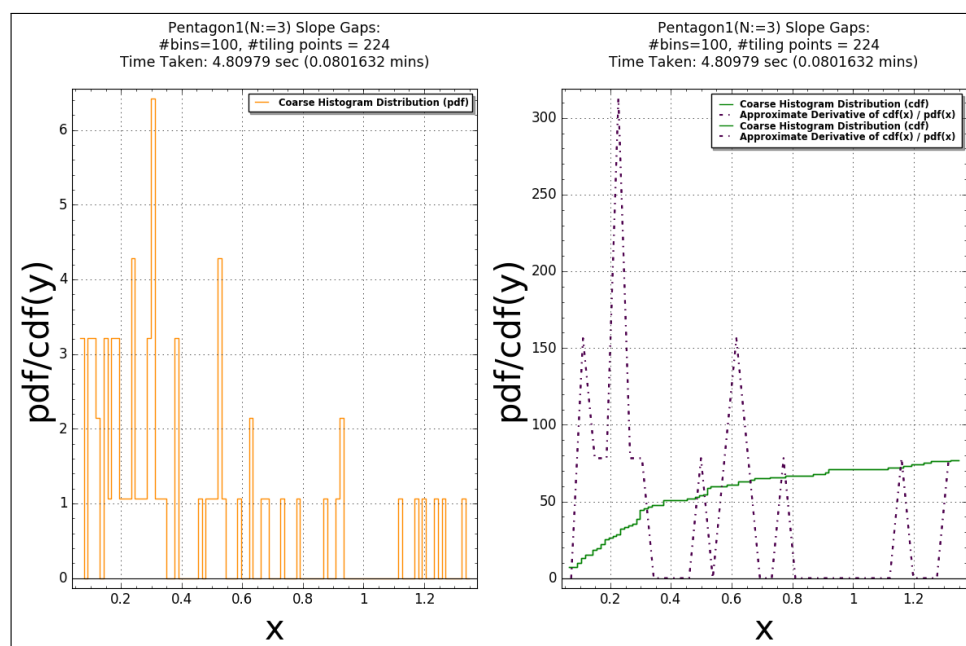 Pentagon1(N:=3) Slope Gaps:
#bins=100, #tiling points = 224
Time Taken: 4.80979 sec (0.0801632 mins)
Coarse Histogram Distribution (pdf)
pdf/cdf(y)
6
5
4
3
2
1
0
0.2
0.4
0.6
0.8
1
1.2
x
Pentagon1(N:=3) Slope Gaps:
#bins=100, #tiling points = 224
Time Taken: 4.80979 sec (0.0801632 mins)
Coarse Histogram Distribution (cdf)
Approximate Derivative of cdf(x) / pdf(x)
Coarse Histogram Distribution (cdf)
Approximate Derivative of cdf(x) / pdf(x)
pdf/cdf(y)
300
250
200
150
100
50
0
0.2
0.4
0.6
0.8
1
1.2
x